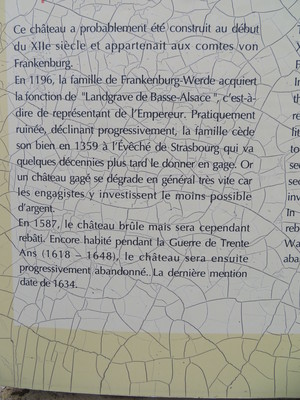 Ce château a probablement été construit au début
du XIIe siècle et appartenait aux comtes von
Frankenburg.
En 1196, la famille de Frankenburg-Werde acquiert
la fonction de "Landgrave de Basse-Alsace", c'est-à-
dire de représentant de l'Empereur. Pratiquement
ruinée, déclinant progressivement, la famille cède
son bien en 1359 à l'Évêché de Strasbourg qui va
quelques décennies plus tard le donner en gage. Or
un château gagé se dégrade en général très vite car
les engagistes y investissent le moins possible
d'argent.
En 1587, le château brûle mais sera cependant
rebâti. Encore habité pendant la Guerre de Trente
Ans (1618 – 1648), le château sera ensuite
progressivement abandonné. La dernière mention
date de 1634.